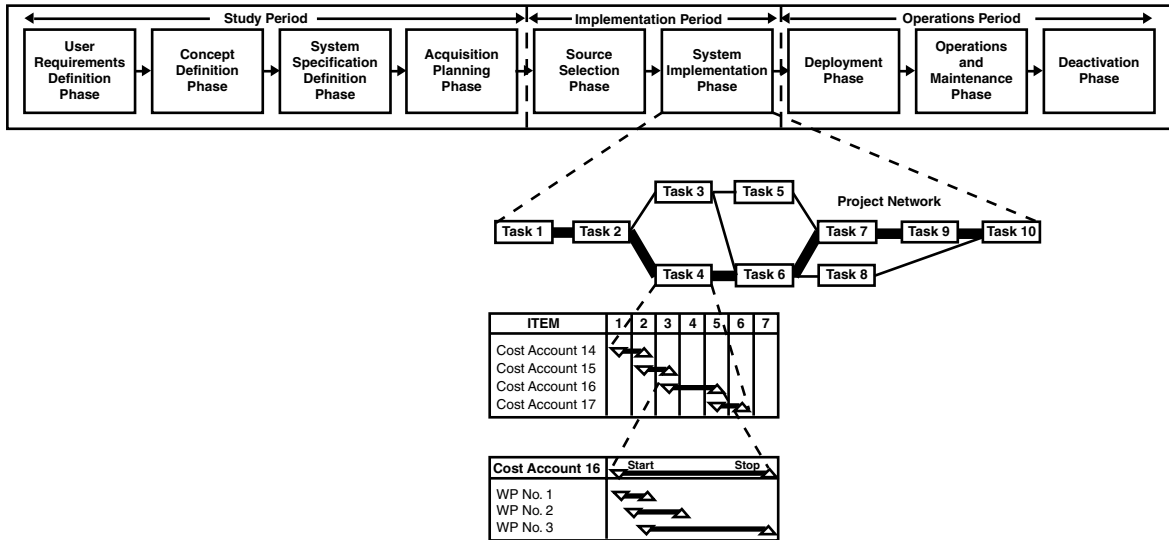 Study Period
Implementation Period
Operations Period
User
Requirements
Definition
Phase
Concept
Definition
Phase
System
Specification
Definition
Phase
Acquisition
Planning
Phase
Source
Selection
Phase
System
Implementation
Phase
Deployment
Phase
Operations
and
Maintenance
Phase
Deactivation
Phase
Task 3
Task 5
Project Network
Task 1
Task 2
Task 7
Task 9
Task 10
Task 4
Task 6
Task 8
ITEM 1 2 3 4 5 6 7
Cost Account 14
Cost Account 15
Cost Account 16
Cost Account 17
Cost Account 16 Start Stop
WP No. 1
WP No. 2
WP No. 3